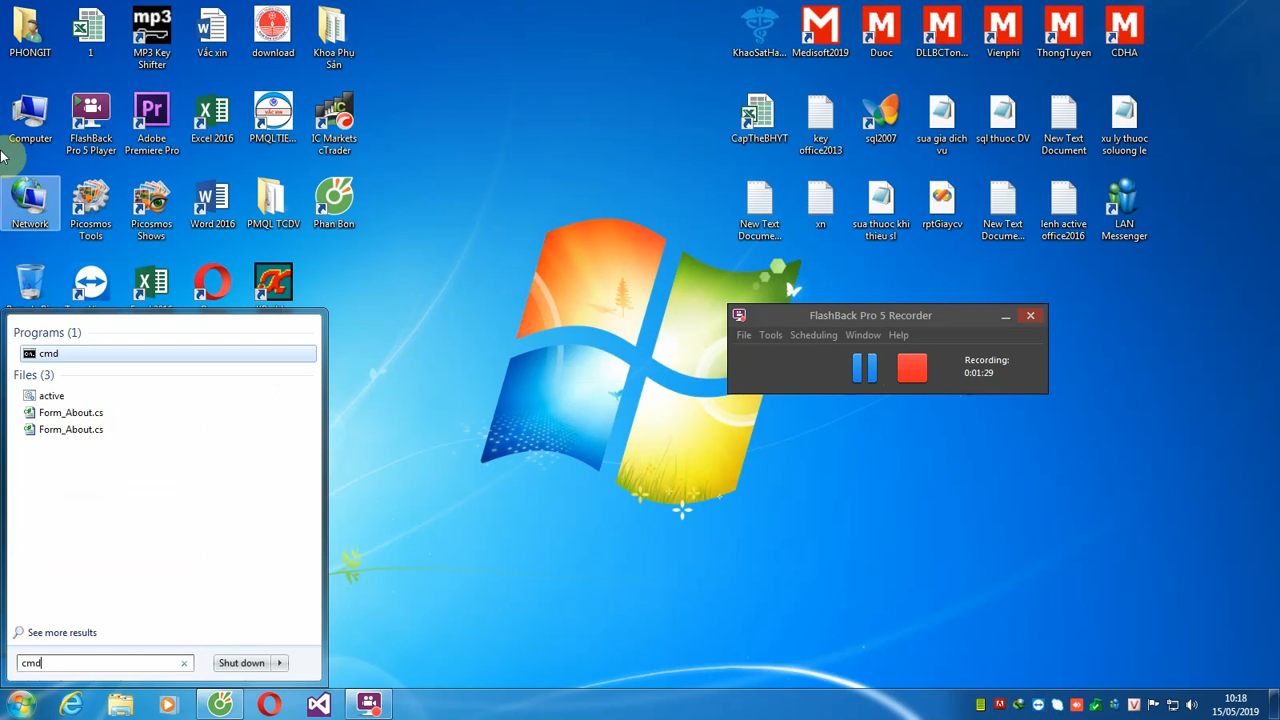 PHONGIT
1
MP3 Key
Shifter
Vắc xin
download
Khoa Phụ
Sản
KhaoSatHa...
Medisoft2019
Duoc
DLLBCTon...
Vienphi
ThongTuyen
CDHA
Computer
FlashBack
Pro 5 Player
Adobe
Premiere Pro
Excel 2016
PMQLTIE...
IC Markets
cTrader
CapTheBHYT
key
office2013
sql2007
sua gia dich
vu
sql thuoc DV
New Text
Document
xu ly thuoc
soluong le
Network
Picosmos
Tools
Picosmos
Shows
Word 2016
PMQL TCDV
Phan Bon
New Text
Docume...
xn
sua thuoc khi
thieu sl
rptGiaycv
New Text
Docume...
lenh active
office2016
LAN
Messenger
Programs (1)
cmd
Files (3)
active
Form_About.cs
Form_About.cs
See more results
cmd
Shut down
FlashBack Pro 5 Recorder
File Tools Scheduling Window Help
Recording:
0:01:29
10:18
15/05/2019